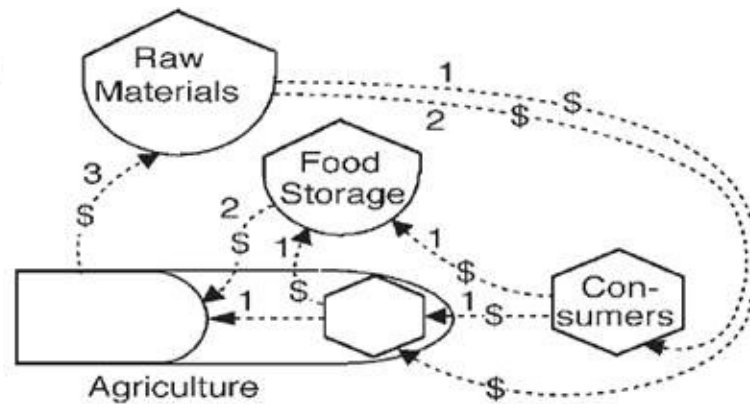 Raw
Materials
1
$
2
$
3
$
Food
Storage
2
$
1
$
1
$
1
$
1
Con-
sumers
$
Agriculture